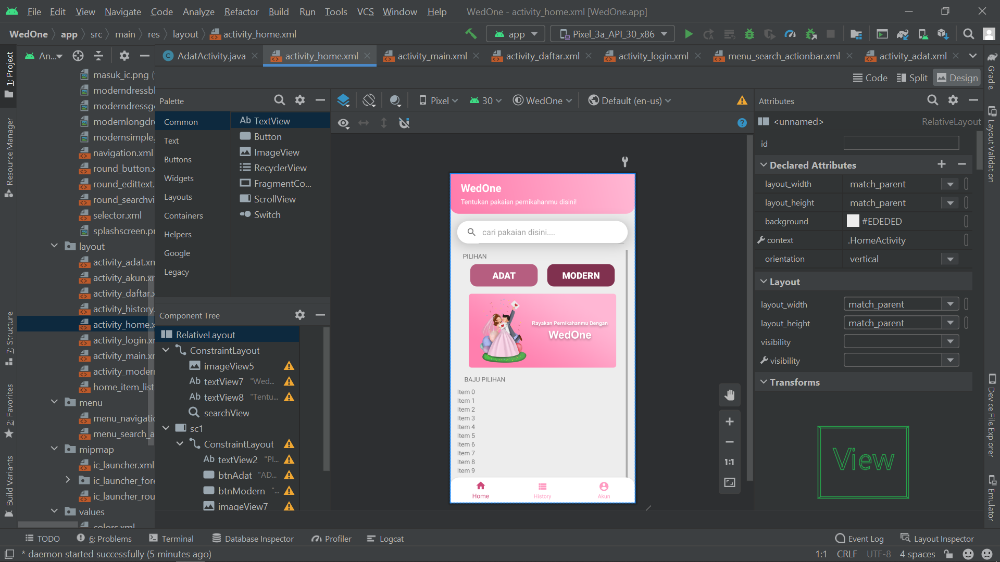 File Edit View Navigate Code Analyze Refactor Build Run Tools VCS Window Help WedOne - activity_home.xml [WedOne.app]
WedOne app src main res layout activity_home.xml app Pixel_3a_API_30_x86
An... AdatActivity.java activity_home.xml activity_main.xml activity_daftar.xml activity_login.xml menu_search_actionbar.xml activity_adat.xml
Code Split Design
1: Project
Resource Manager
7: Structure
2: Favorites
Build Variants
masuk_ic.png (
moderndressbl
moderndressg
modernlongdr
modernsimple.
navigation.xml
round_button.x
round_edittext.
round_searchvi
selector.xml
splashscreen.pr
layout
activity_adat.xn
activity_akun.x
activity_daftar.x
activity_history.
activity_home.x
activity_login.xn
activity_main.xn
activity_moder
home_item_list
menu
menu_navigatio
menu_search_a
mipmap
ic_launcher.xml
ic_launcher_fore
ic_launcher_rou
values
colors.xml
Palette
Common
Text
Buttons
Widgets
Layouts
Containers
Helpers
Google
Legacy
Ab TextView
Button
ImageView
RecyclerView
FragmentCo...
ScrollView
Switch
Component Tree
RelativeLayout
ConstraintLayout
imageView5
Ab textView7 "Wed...
Ab textView8 "Tentu...
searchView
sc1
ConstraintLayout
Ab textView2 "PI...
btnAdat "AD...
btnModern "...
imageView7
Pixel 30 WedOne Default (en-us)
WedOne
Tentukan pakaian pernikahanmu disini!
cari pakaian disini....
PILIHAN
ADAT MODERN
Rayakan Pernikahanmu Dengan
WedOne
BAJU PILIHAN
Item 0
Item 1
Item 2
Item 3
Item 4
Item 5
Item 6
Item 7
Item 8
Item 9
Home History Akun
1:1
Attributes
<unnamed> RelativeLayout
id
Declared Attributes
layout_width match_parent
layout_height match_parent
background #EDEDED
context .HomeActivity
orientation vertical
Layout
layout_width match_parent
layout_height match_parent
visibility
visibility
Transforms
View
Gradle
Layout Validation
Device File Explorer
Emulator
TODO 6: Problems Terminal Database Inspector Profiler Logcat Event Log Layout Inspector
* daemon started successfully (5 minutes ago) 1:1 CRLF UTF-8 4 spaces